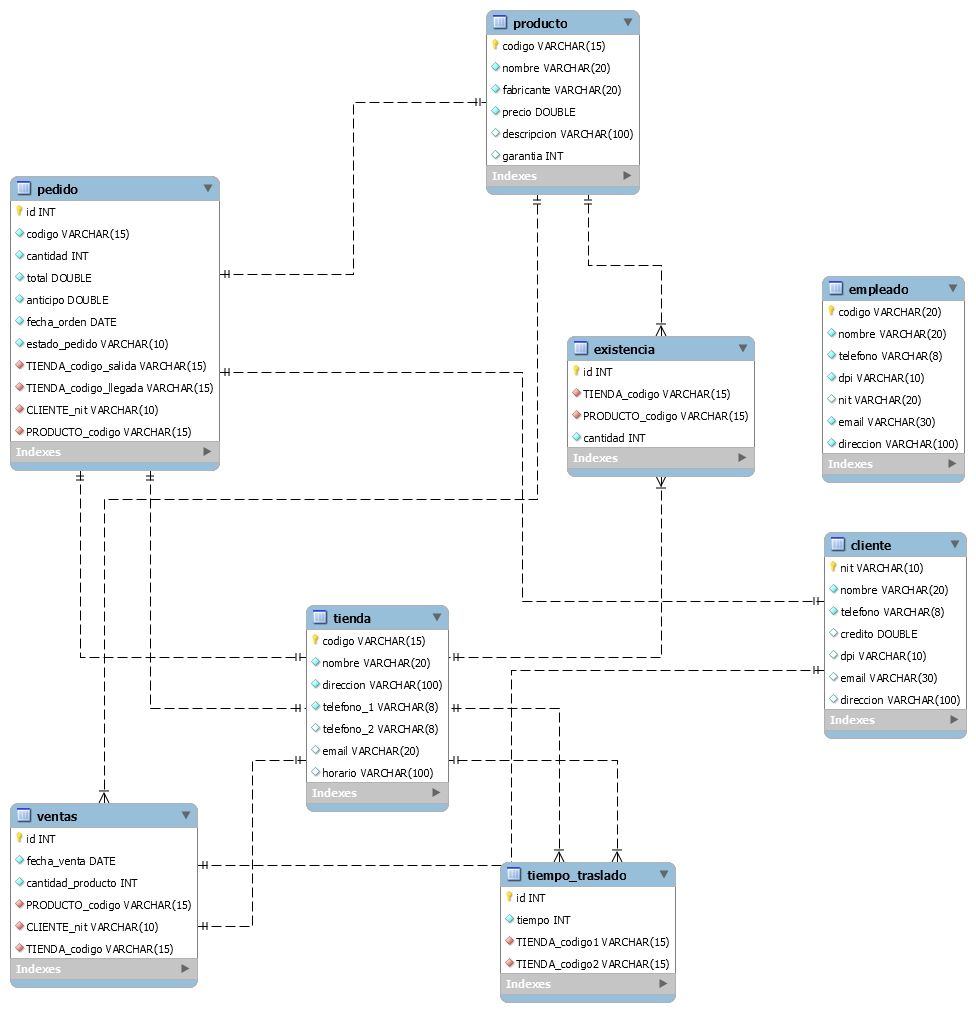 producto
codigo VARCHAR(15)
nombre VARCHAR(20)
fabricante VARCHAR(20)
precio DOUBLE
descripcion VARCHAR(100)
garantia INT
Indexes
pedido
id INT
codigo VARCHAR(15)
cantidad INT
total DOUBLE
anticipo DOUBLE
fecha_orden DATE
estado_pedido VARCHAR(10)
TIENDA_codigo_salida VARCHAR(15)
TIENDA_codigo_llegada VARCHAR(15)
CLIENTE_nit VARCHAR(10)
PRODUCTO_codigo VARCHAR(15)
Indexes
empleado
codigo VARCHAR(20)
nombre VARCHAR(20)
telefono VARCHAR(8)
dpi VARCHAR(10)
nit VARCHAR(20)
email VARCHAR(30)
direccion VARCHAR(100)
Indexes
existencia
id INT
TIENDA_codigo VARCHAR(15)
PRODUCTO_codigo VARCHAR(15)
cantidad INT
Indexes
cliente
nit VARCHAR(10)
nombre VARCHAR(20)
telefono VARCHAR(8)
credito DOUBLE
dpi VARCHAR(10)
email VARCHAR(30)
direccion VARCHAR(100)
Indexes
tienda
codigo VARCHAR(15)
nombre VARCHAR(20)
direccion VARCHAR(100)
telefono_1 VARCHAR(8)
telefono_2 VARCHAR(8)
email VARCHAR(20)
horario VARCHAR(100)
Indexes
ventas
id INT
fecha_venta DATE
cantidad_producto INT
PRODUCTO_codigo VARCHAR(15)
CLIENTE_nit VARCHAR(10)
TIENDA_codigo VARCHAR(15)
Indexes
tiempo_traslado
id INT
tiempo INT
TIENDA_codigo1 VARCHAR(15)
TIENDA_codigo2 VARCHAR(15)
Indexes